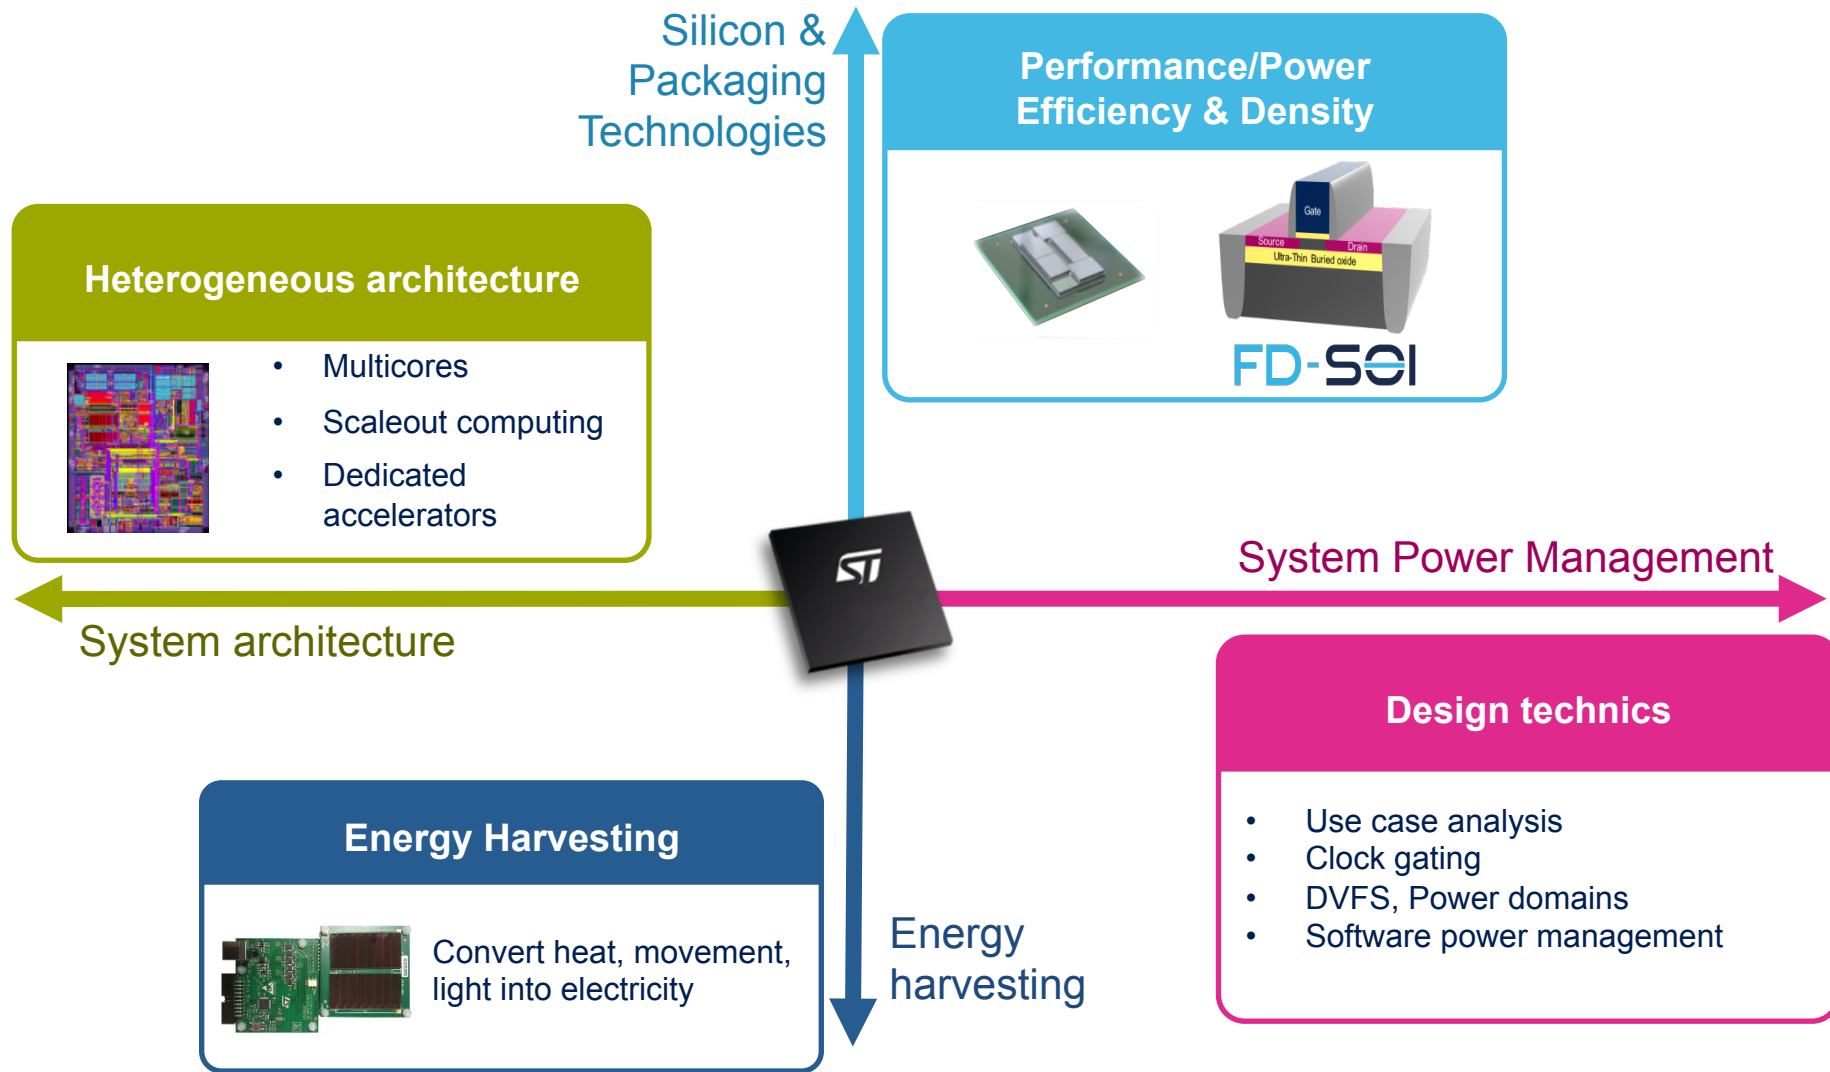 Silicon &
Packaging
Technologies
Performance/Power
Efficiency & Density
Gate
Source
Drain
Ultra-Thin Buried oxide
FD-SOI
Heterogeneous architecture
• Multicores
• Scaleout computing
• Dedicated
accelerators
ST
System Power Management
System architecture
Design technics
• Use case analysis
• Clock gating
• DVFS, Power domains
• Software power management
Energy Harvesting
Convert heat, movement,
light into electricity
Energy
harvesting